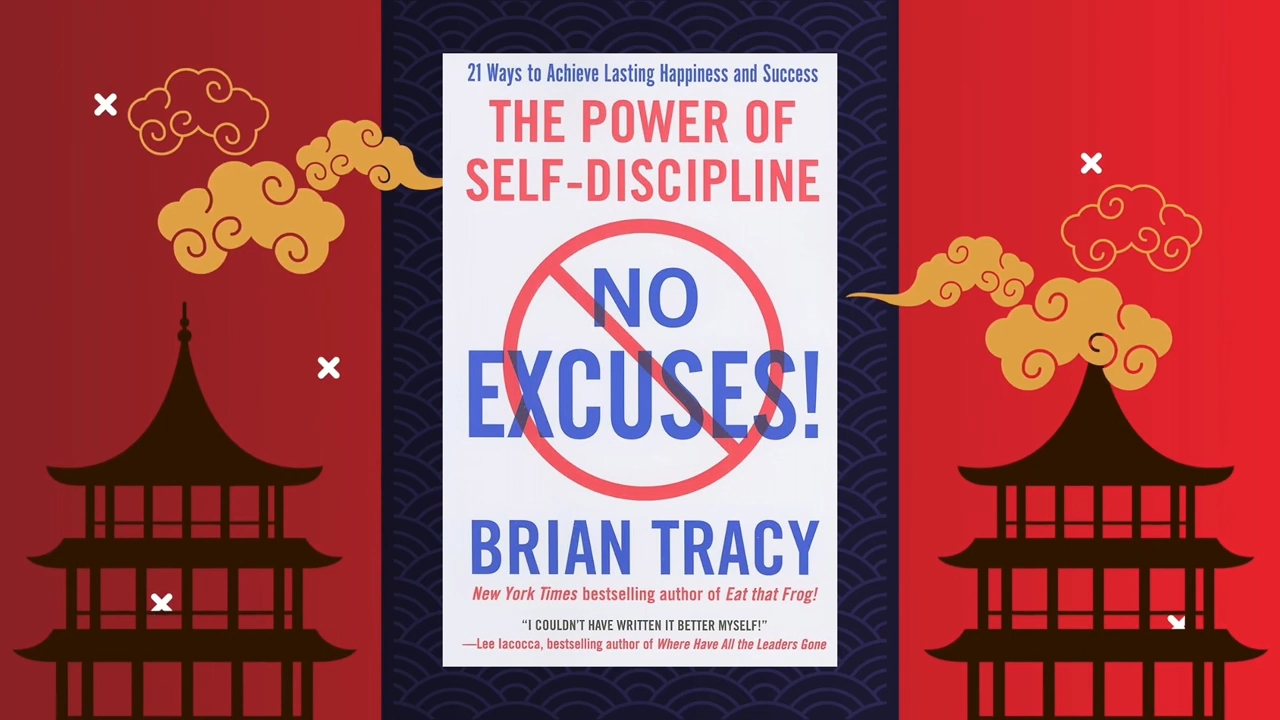 21 Ways to Achieve Lasting Happiness and Success
THE POWER OF
SELF-DISCIPLINE
NO
EXCUSES!
BRIAN TRACY
New York Times bestselling author of Eat that Frog!
“I COULDN’T HAVE WRITTEN IT BETTER MYSELF!”
—Lee Iacocca, bestselling author of Where Have All the Leaders Gone